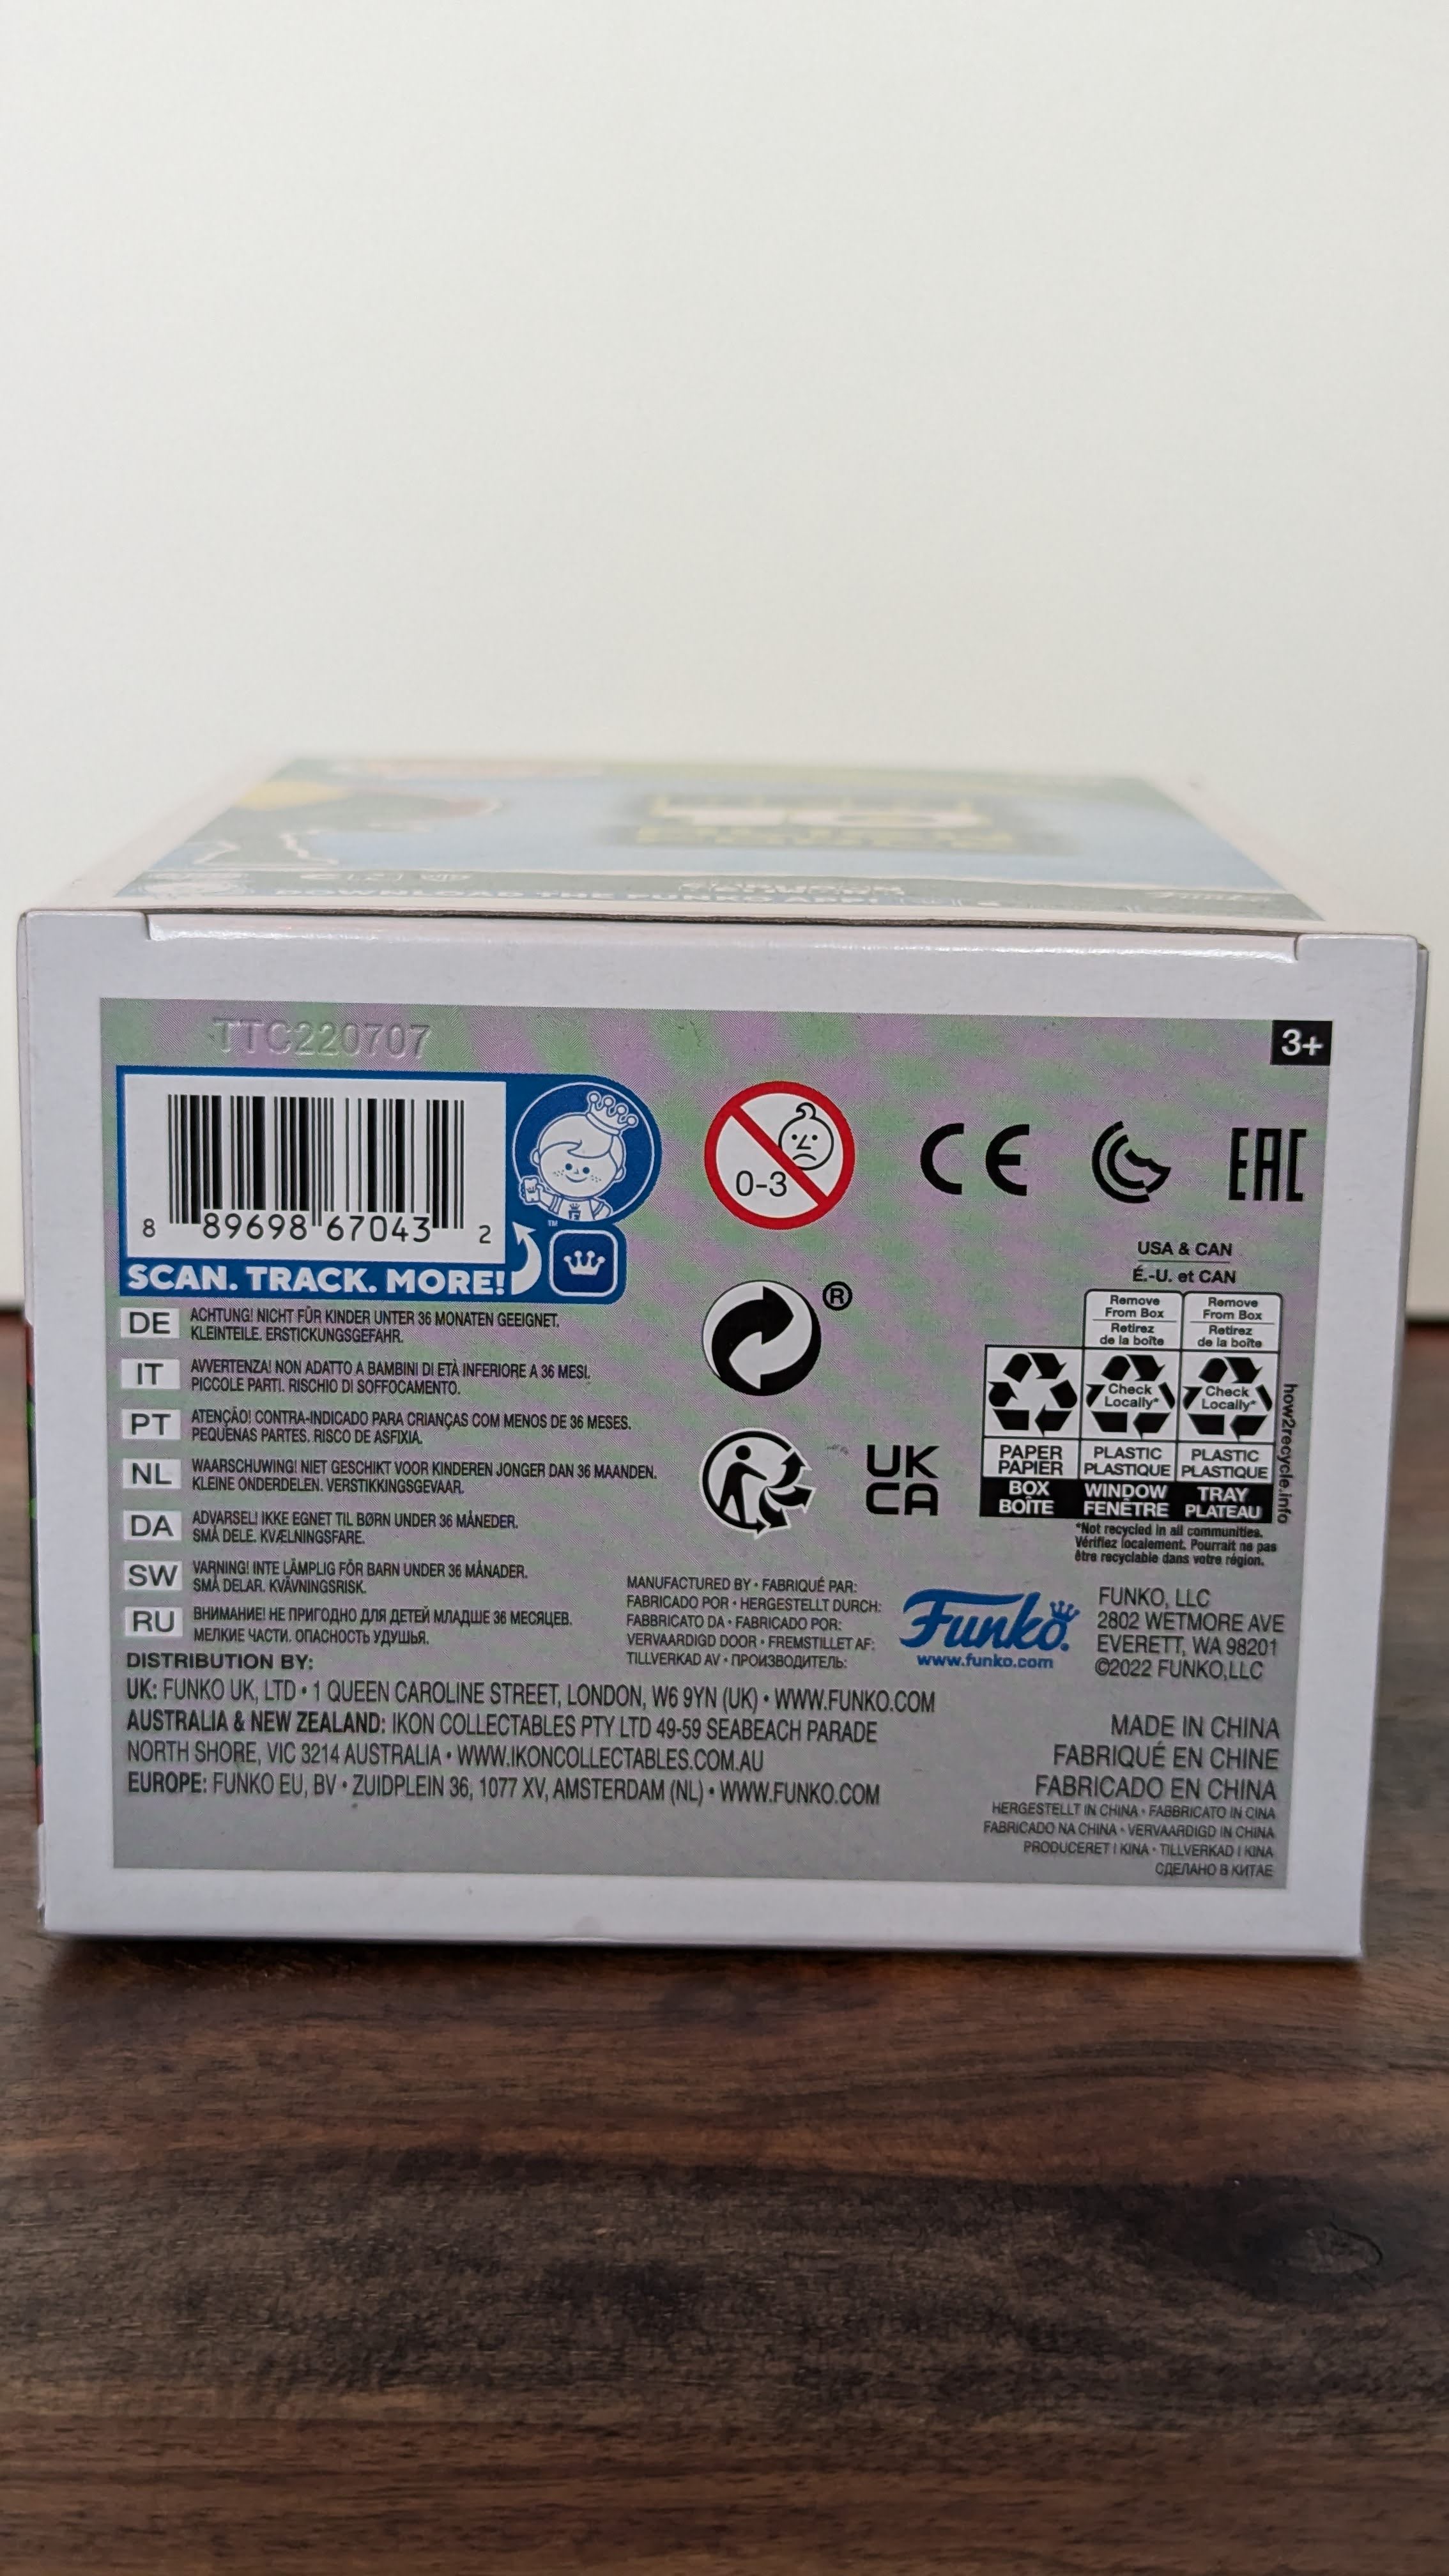 DOWNLOAD THE FUNKO APP!
TTC220707
3+
8 89698 67043 2
SCAN. TRACK. MORE!
™
0-3
CE
EAC
®
UK
CA
USA & CAN
É.-U. et CAN
Remove From Box
Retirez de la boîte
Remove From Box
Retirez de la boîte
Check Locally*
Check Locally*
PAPER PAPIER
PLASTIC PLASTIQUE
PLASTIC PLASTIQUE
BOX BOÎTE
WINDOW FENÊTRE
TRAY PLATEAU
how2recycle.info
*Not recycled in all communities.
Vérifiez localement. Pourrait ne pas
être recyclable dans votre région.
DE ACHTUNG! NICHT FÜR KINDER UNTER 36 MONATEN GEEIGNET.
KLEINTEILE. ERSTICKUNGSGEFAHR.
IT AVVERTENZA! NON ADATTO A BAMBINI DI ETÀ INFERIORE A 36 MESI.
PICCOLE PARTI. RISCHIO DI SOFFOCAMENTO.
PT ATENÇÃO! CONTRA-INDICADO PARA CRIANÇAS COM MENOS DE 36 MESES.
PEQUENAS PARTES. RISCO DE ASFIXIA.
NL WAARSCHUWING! NIET GESCHIKT VOOR KINDEREN JONGER DAN 36 MAANDEN.
KLEINE ONDERDELEN. VERSTIKKINGSGEVAAR.
DA ADVARSEL! IKKE EGNET TIL BØRN UNDER 36 MÅNEDER.
SMÅ DELE. KVÆLNINGSFARE.
SW VARNING! INTE LÄMPLIG FÖR BARN UNDER 36 MÅNADER.
SMÅ DELAR. KVÄVNINGSRISK.
RU ВНИМАНИЕ! НЕ ПРИГОДНО ДЛЯ ДЕТЕЙ МЛАДШЕ 36 МЕСЯЦЕВ.
МЕЛКИЕ ЧАСТИ. ОПАСНОСТЬ УДУШЬЯ.
MANUFACTURED BY • FABRIQUÉ PAR:
FABRICADO POR • HERGESTELLT DURCH:
FABBRICATO DA • FABRICADO POR:
VERVAARDIGD DOOR • FREMSTILLET AF:
TILLVERKAD AV • ПРОИЗВОДИТЕЛЬ:
Funko
www.funko.com
FUNKO, LLC
2802 WETMORE AVE
EVERETT, WA 98201
©2022 FUNKO,LLC
DISTRIBUTION BY:
UK: FUNKO UK, LTD • 1 QUEEN CAROLINE STREET, LONDON, W6 9YN (UK) • WWW.FUNKO.COM
AUSTRALIA & NEW ZEALAND: IKON COLLECTABLES PTY LTD 49-59 SEABEACH PARADE
NORTH SHORE, VIC 3214 AUSTRALIA • WWW.IKONCOLLECTABLES.COM.AU
EUROPE: FUNKO EU, BV • ZUIDPLEIN 36, 1077 XV, AMSTERDAM (NL) • WWW.FUNKO.COM
MADE IN CHINA
FABRIQUÉ EN CHINE
FABRICADO EN CHINA
HERGESTELLT IN CHINA • FABBRICATO IN CINA
FABRICADO NA CHINA • VERVAARDIGD IN CHINA
PRODUCERET I KINA • TILLVERKAD I KINA
СДЕЛАНО В КИТАЕ